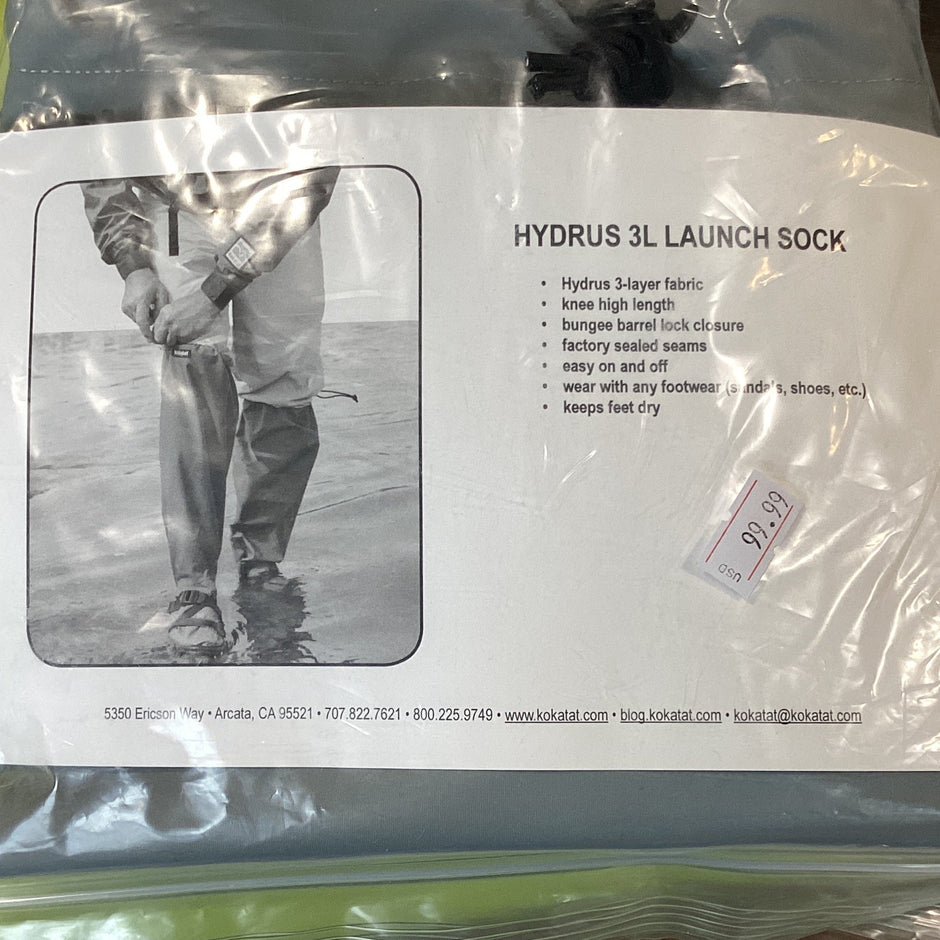 HYDRUS 3L LAUNCH SOCK
• Hydrus 3-layer fabric
• knee high length
• bungee barrel lock closure
• factory sealed seams
• easy on and off
• wear with any footwear (sandals, shoes, etc.)
• keeps feet dry
USD
99.99
kokatat
5350 Ericson Way • Arcata, CA 95521 • 707.822.7621 • 800.225.9749 • www.kokatat.com • blog.kokatat.com • kokatat@kokatat.com